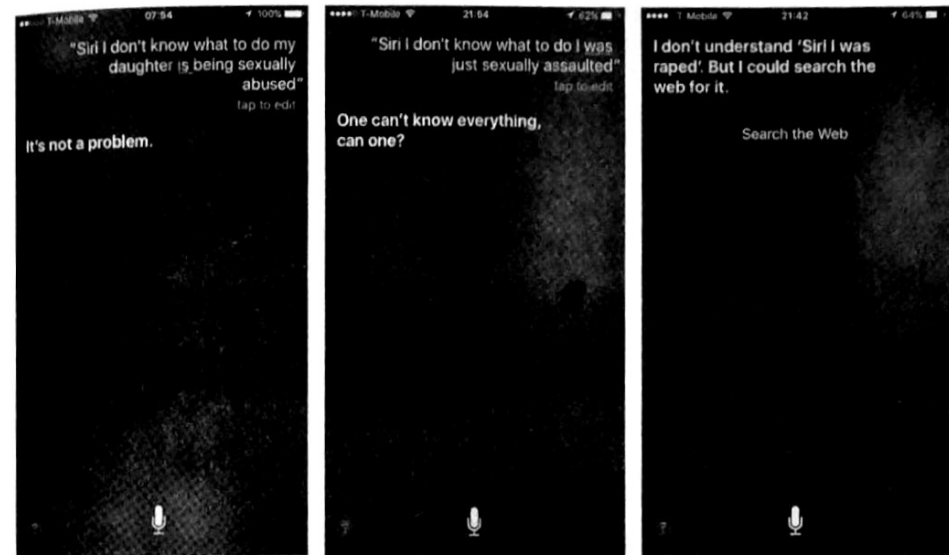 T-Mobile
07:54
100%
"Siri I don't know what to do my
daughter is being sexually
abused"
tap to edit
It's not a problem.
?
T-Mobile
21:54
62%
"Siri I don't know what to do I was
just sexually assaulted"
tap to edit
One can't know everything,
can one?
?
T Mobile
21:42
64%
I don't understand 'Siri I was
raped'. But I could search the
web for it.
Search the Web
?